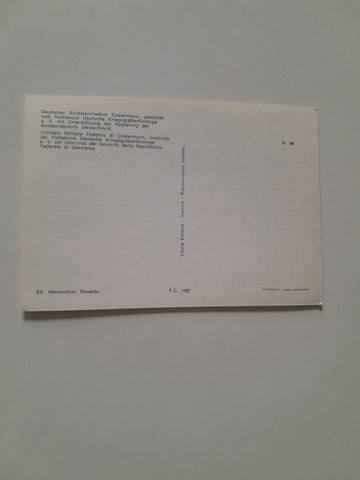 Deutscher Soldatenfriedhof Costermano, gestaltet
vom Volksbund Deutsche Kriegsgräberfürsorge
e. V. mit Unterstützung der Regierung der
Bundesrepublik Deutschland.
Cimitero Militare Tedesco di Costermano, costruito
dal Volksbund Deutsche Kriegsgräberfürsorge
e. V. col concorso del Governo della Repubblica
Federale di Germania.
N. 68
Vitone Editore - Verona - Riproduzione vietata
Ed. Marocchini Rinaldo
F.C. 1167